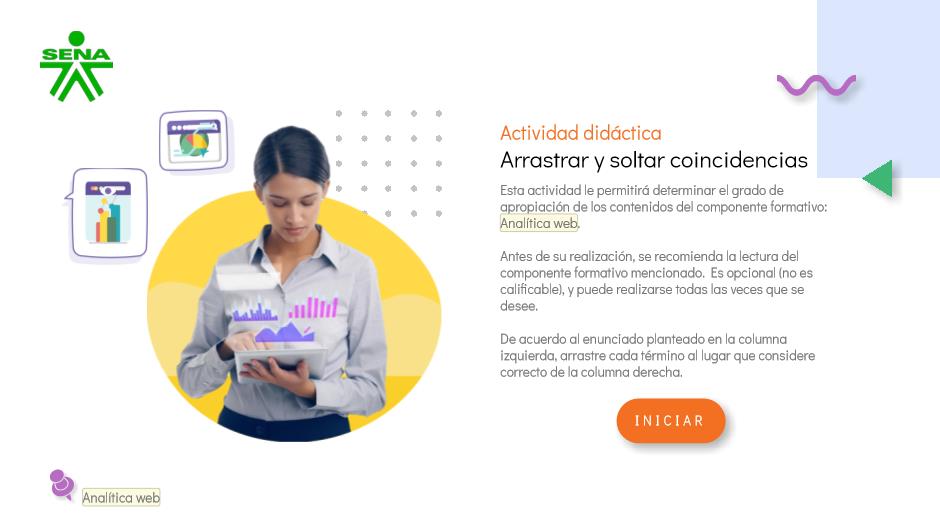 SENA
Actividad didáctica
Arrastrar y soltar coincidencias
Esta actividad le permitirá determinar el grado de
apropiación de los contenidos del componente formativo:
Analítica web.
Antes de su realización, se recomienda la lectura del
componente formativo mencionado. Es opcional (no es
calificable), y puede realizarse todas las veces que se
desee.
De acuerdo al enunciado planteado en la columna
izquierda, arrastre cada término al lugar que considere
correcto de la columna derecha.
INICIAR
Analítica web